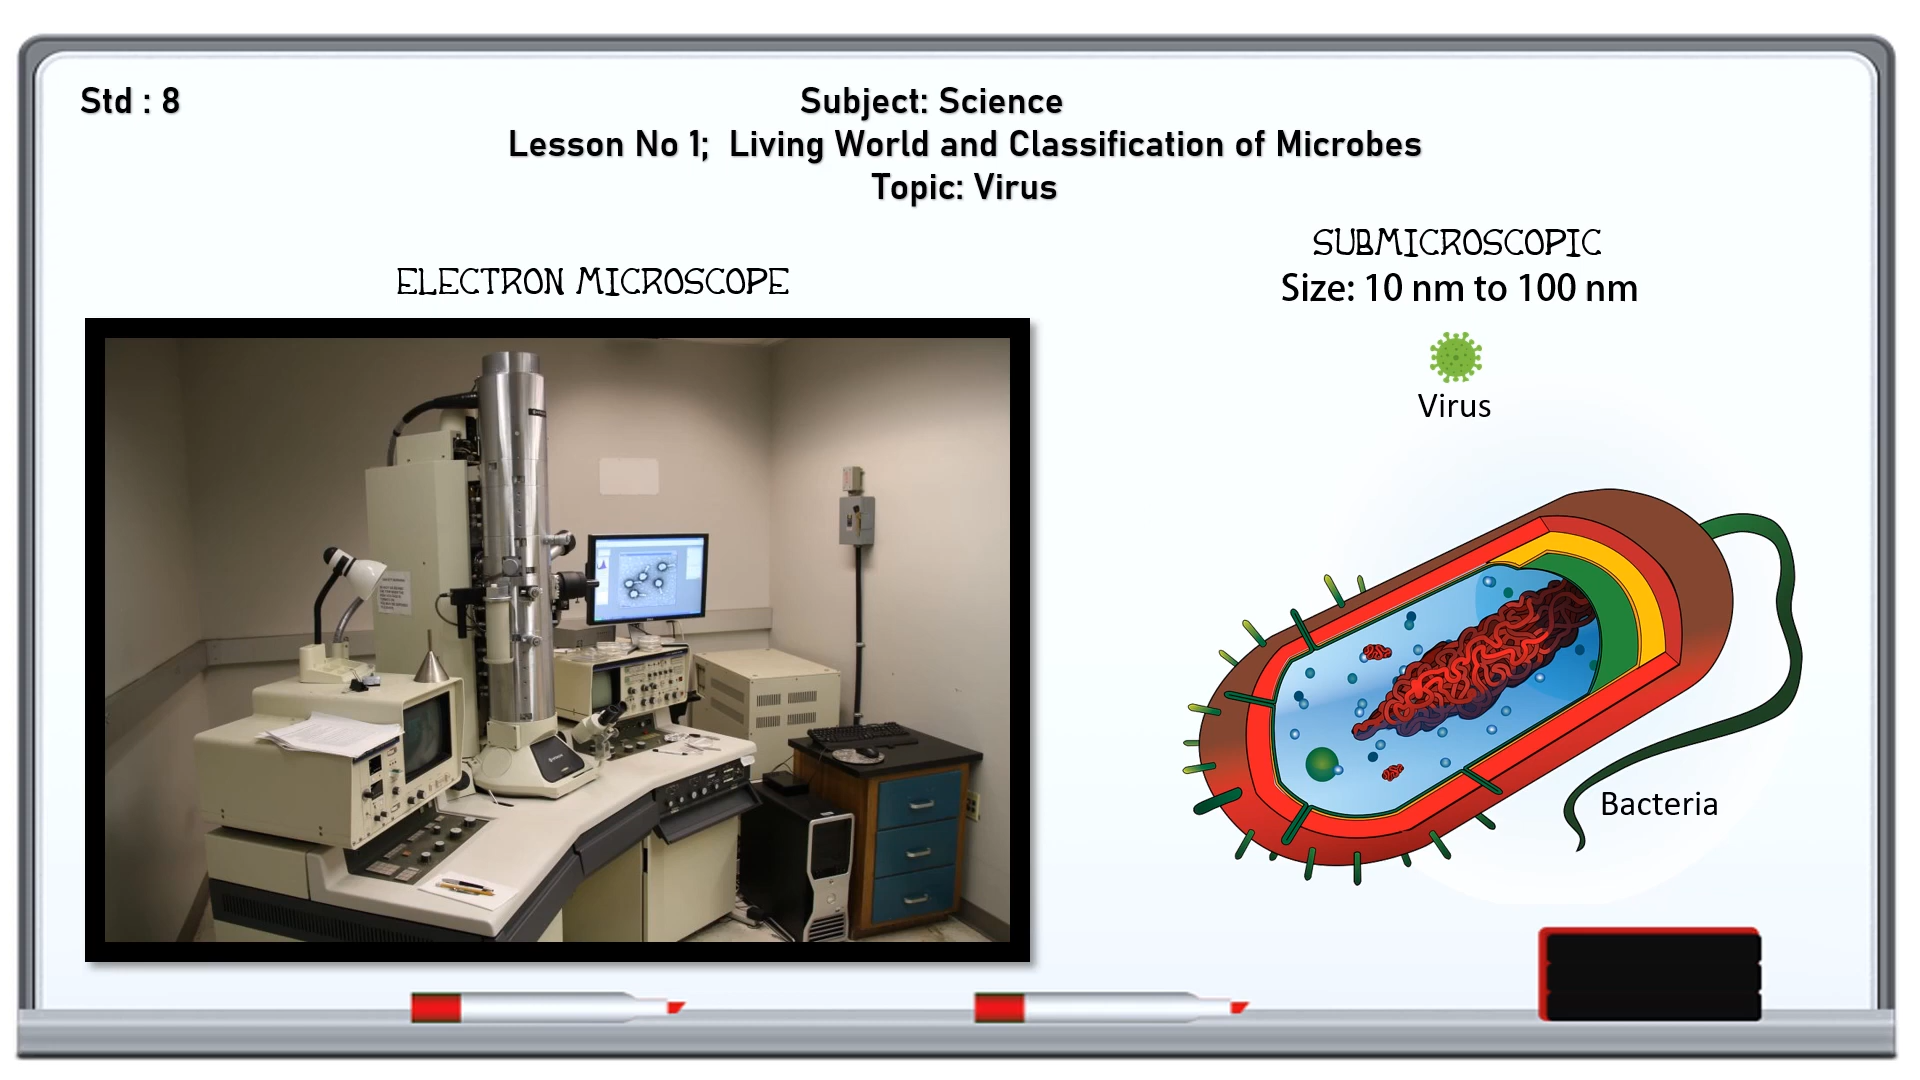 Std : 8
Subject: Science
Lesson No 1;  Living World and Classification of Microbes
Topic: Virus
ELECTRON MICROSCOPE
SUBMICROSCOPIC
Size: 10 nm to 100 nm
Virus
Bacteria